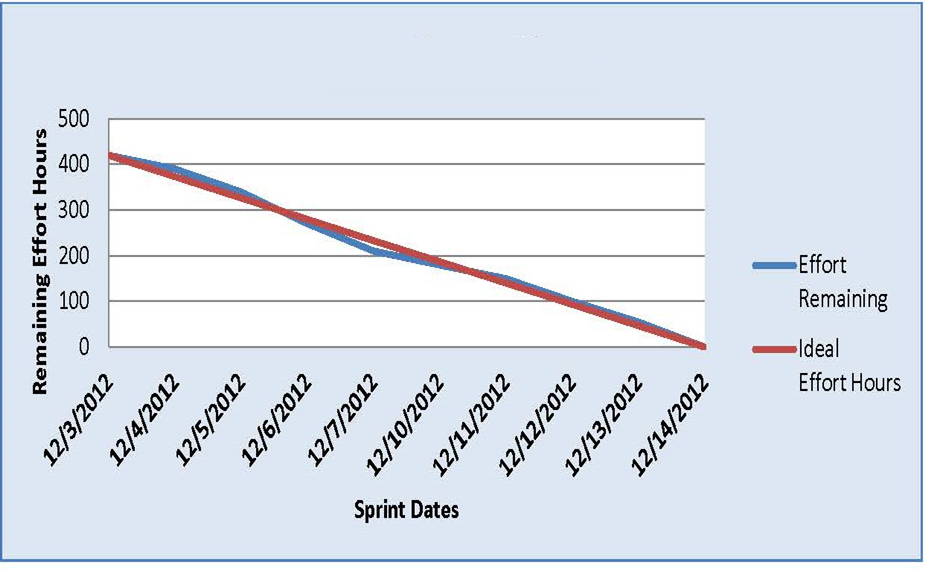 500
400
300
200
100
0
Remaining Effort Hours
12/3/2012
12/4/2012
12/5/2012
12/6/2012
12/7/2012
12/10/2012
12/11/2012
12/12/2012
12/13/2012
12/14/2012
Sprint Dates
Effort
Remaining
Ideal
Effort Hours